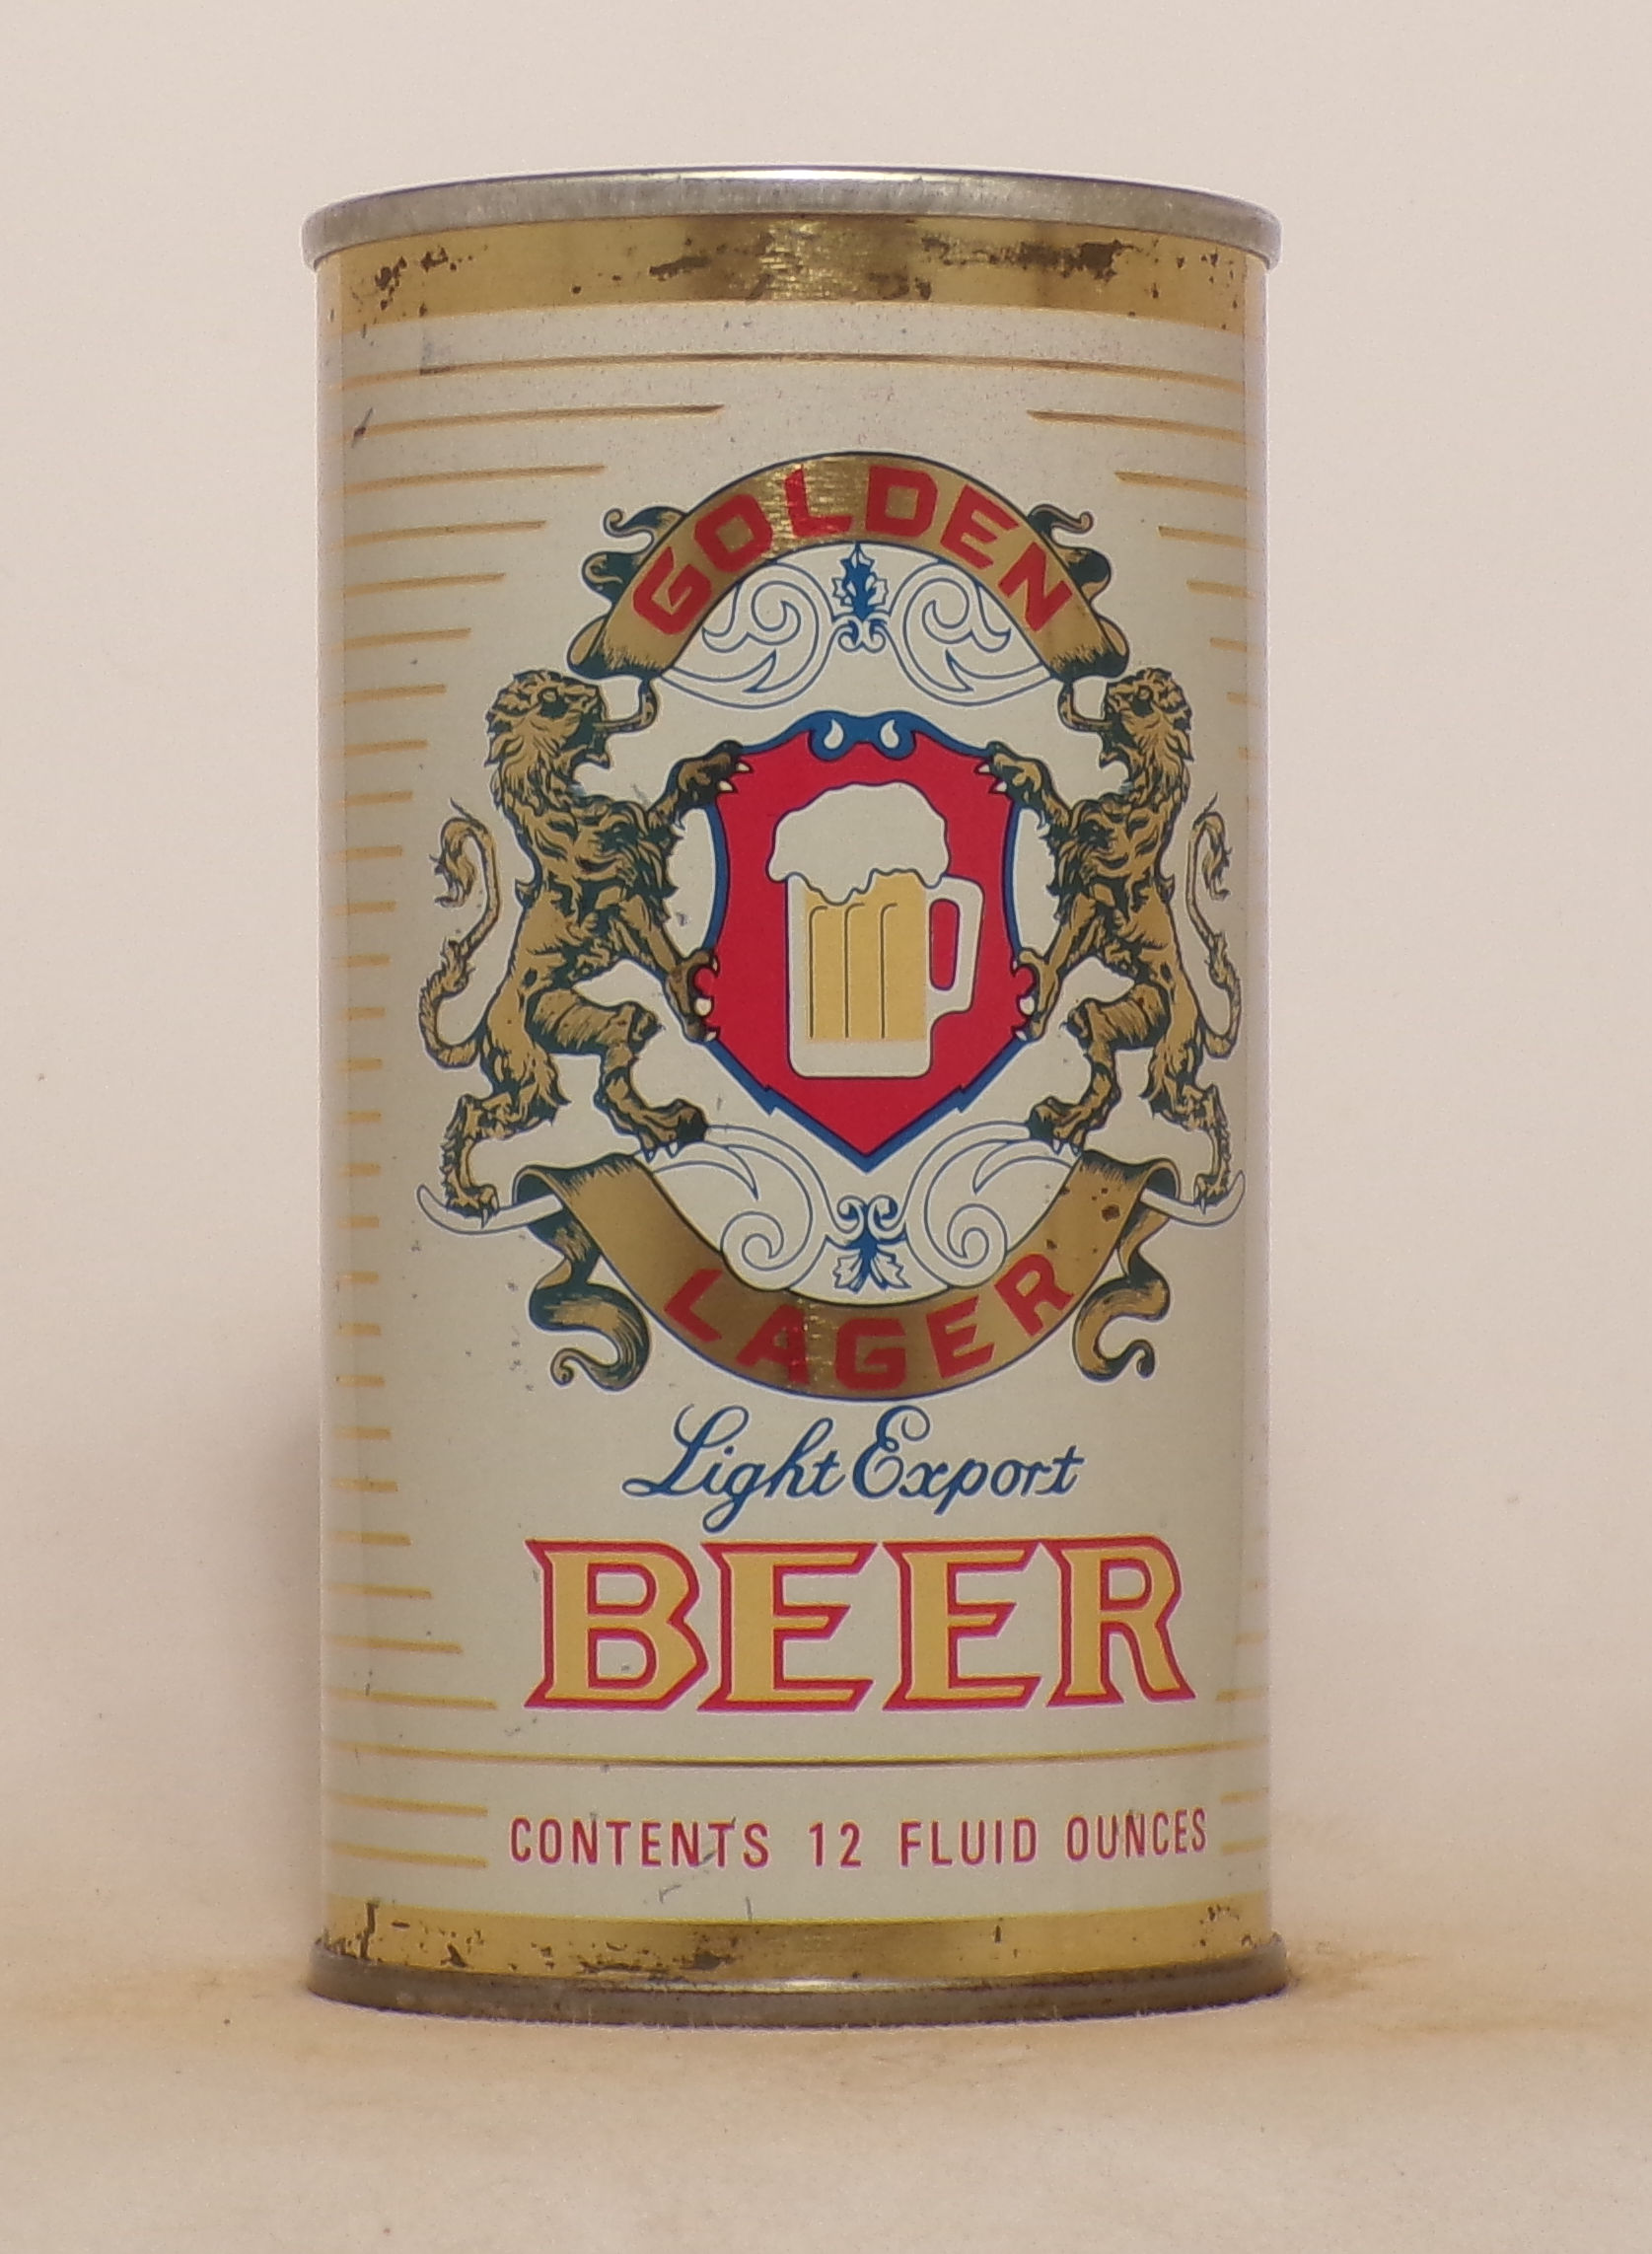 GOLDEN
LAGER
Light Export
BEER
CONTENTS 12 FLUID OUNCES